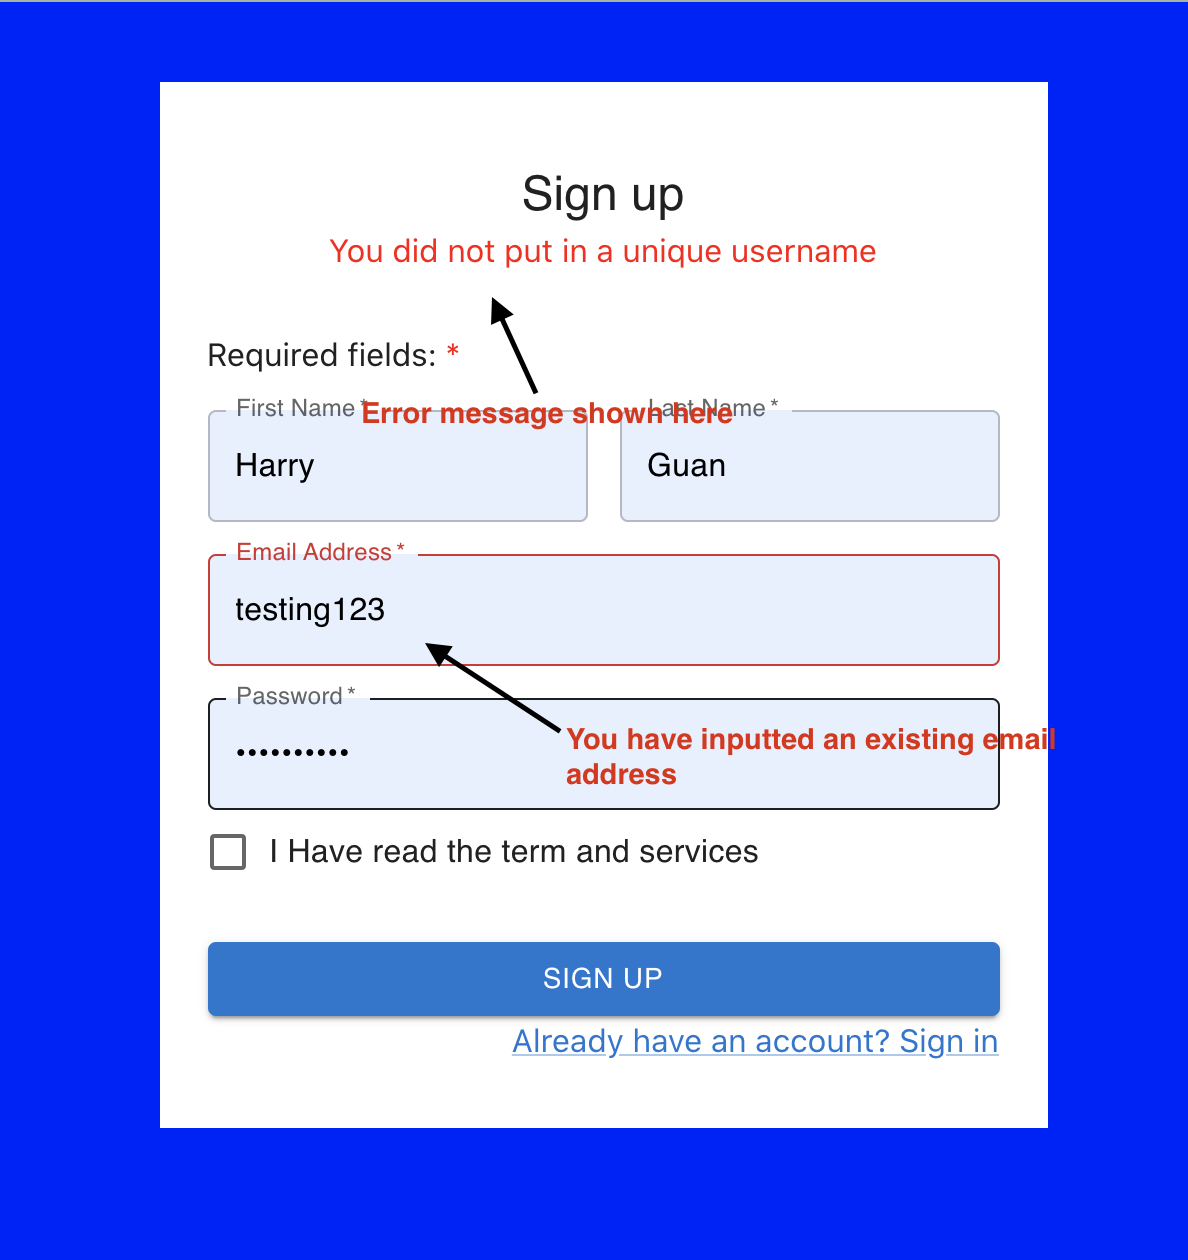 Sign up
You did not put in a unique username
Required fields: *
Error message shown here
First Name *
Last Name *
Harry
Guan
Email Address *
testing123
Password *
••••••••••
You have inputted an existing email
address
I Have read the term and services
SIGN UP
Already have an account? Sign in